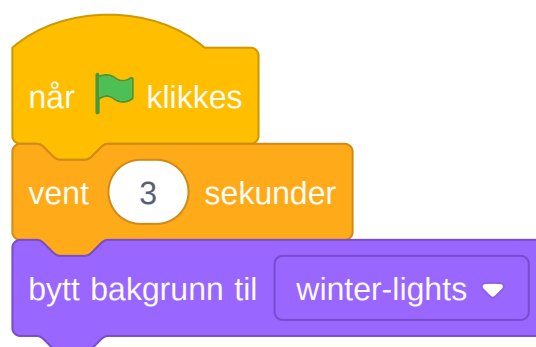 når klikkes
vent 3 sekunder
bytt bakgrunn til winter-lights